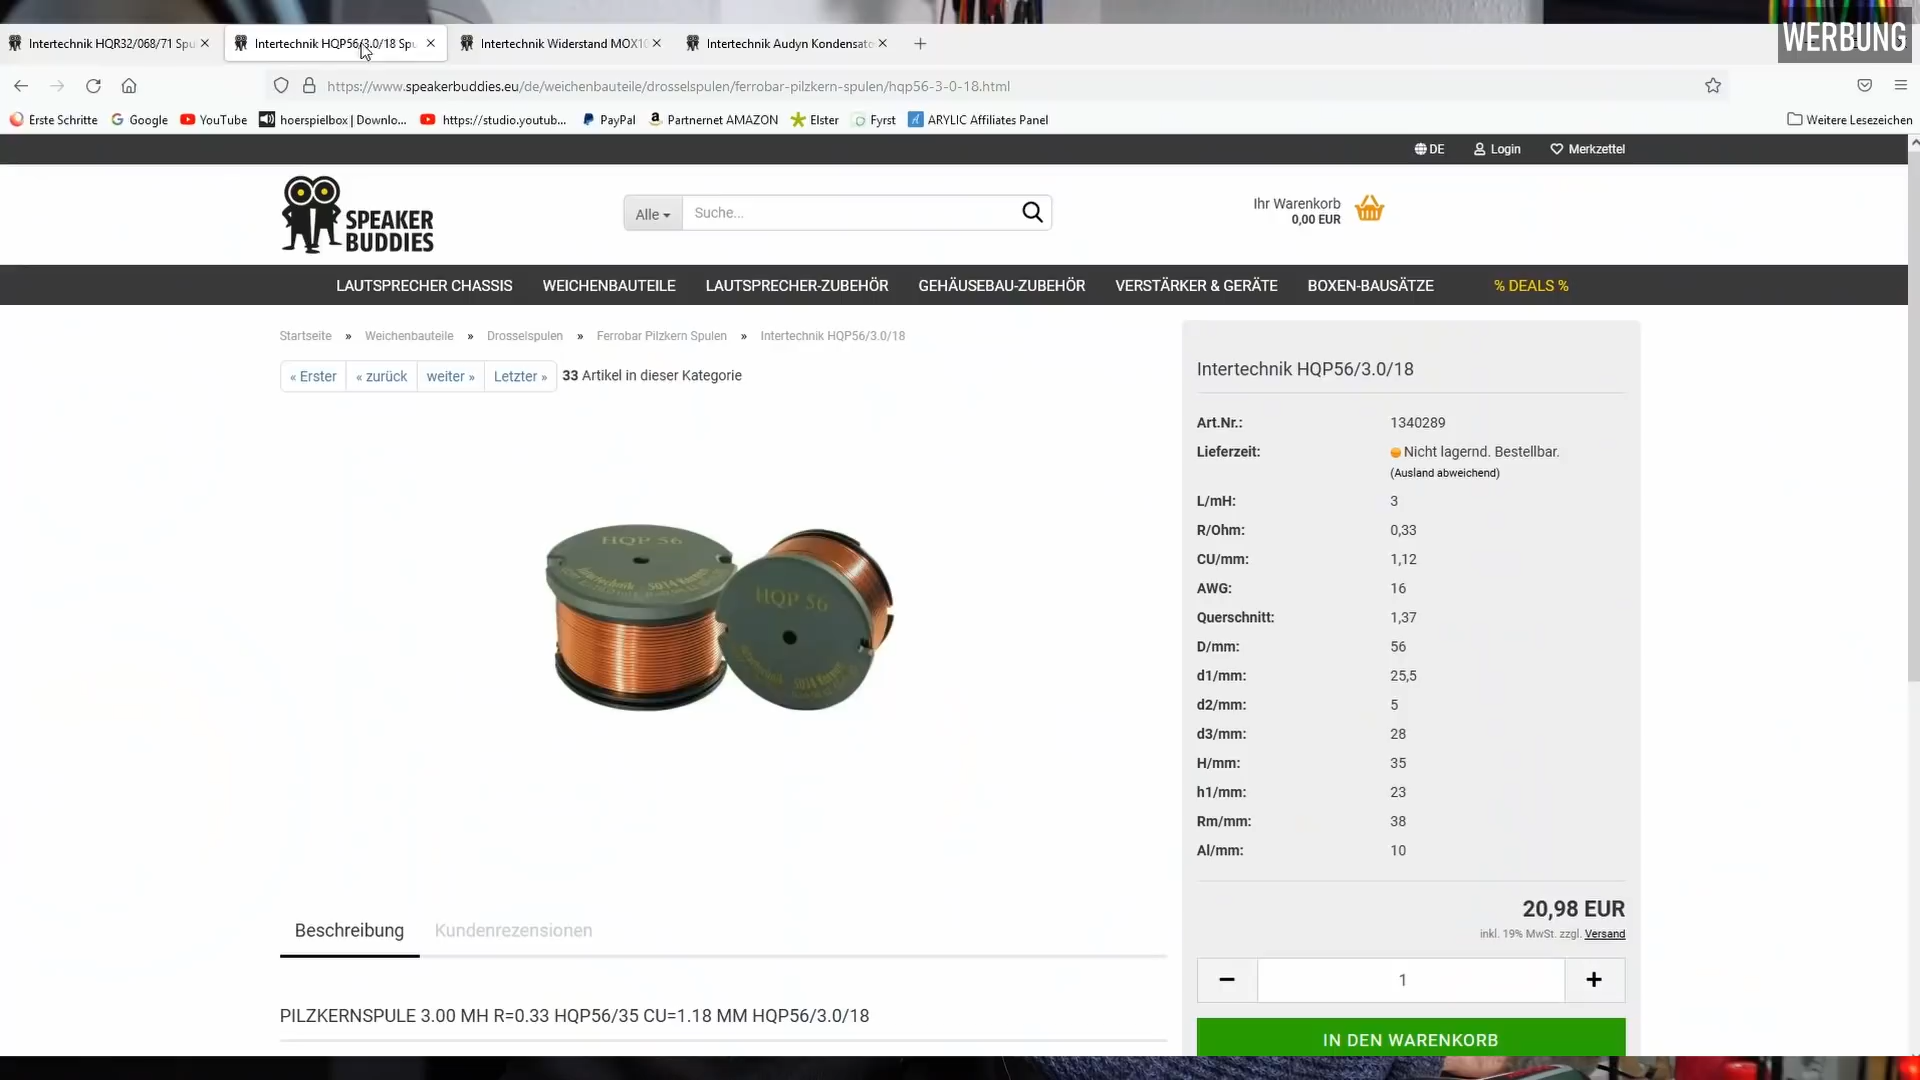 WERBUNG
Intertechnik HQR32/068/71 Spu
Intertechnik HQP56/3.0/18 Spu
Intertechnik Widerstand MOX10
Intertechnik Audyn Kondensato
https://www.speakerbuddies.eu/de/weichenbauteile/drosselspulen/ferrobar-pilzkern-spulen/hqp56-3-0-18.html
Erste Schritte Google YouTube hoerspielbox | Downlo... https://studio.youtub... PayPal Partnernet AMAZON Elster Fyrst ARYLIC Affiliates Panel Weitere Lesezeichen
DE Login Merkzettel
SPEAKER
BUDDIES
Alle Suche...
Ihr Warenkorb
0,00 EUR
LAUTSPRECHER CHASSIS WEICHENBAUTEILE LAUTSPRECHER-ZUBEHÖR GEHÄUSEBAU-ZUBEHÖR VERSTÄRKER & GERÄTE BOXEN-BAUSÄTZE % DEALS %
Startseite » Weichenbauteile » Drosselspulen » Ferrobar Pilzkern Spulen » Intertechnik HQP56/3.0/18
« Erster « zurück weiter » Letzter » 33 Artikel in dieser Kategorie
HQP 56
HQP 56
Intertechnik HQP56/3.0/18
Art.Nr.: 1340289
Lieferzeit: Nicht lagernd. Bestellbar.
(Ausland abweichend)
L/mH: 3
R/Ohm: 0,33
CU/mm: 1,12
AWG: 16
Querschnitt: 1,37
D/mm: 56
d1/mm: 25,5
d2/mm: 5
d3/mm: 28
H/mm: 35
h1/mm: 23
Rm/mm: 38
Al/mm: 10
20,98 EUR
inkl. 19% MwSt. zzgl. Versand
− 1 +
IN DEN WARENKORB
Beschreibung Kundenrezensionen
PILZKERNSPULE 3.00 MH R=0.33 HQP56/35 CU=1.18 MM HQP56/3.0/18